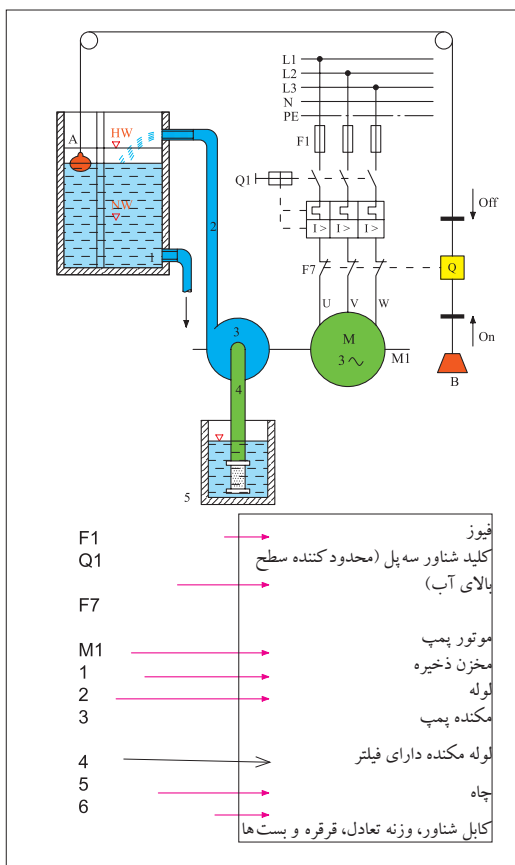 L1
L2
L3
N
PE
F1
A
HW
Q1
Off
NW
I > I > I >
2
F7
Q
1
U V W
3
M
3
M1
On
4
B
5
F1
فیوز
Q1
کلید شناور سه‌پل (محدود کننده سطح
بالای آب)
F7
موتور پمپ
M1
مخزن ذخیره
1
لوله
2
مکنده پمپ
3
لوله مکنده دارای فیلتر
4
چاه
5
6
کابل شناور، وزنه تعادل، قرقره و بست‌ها